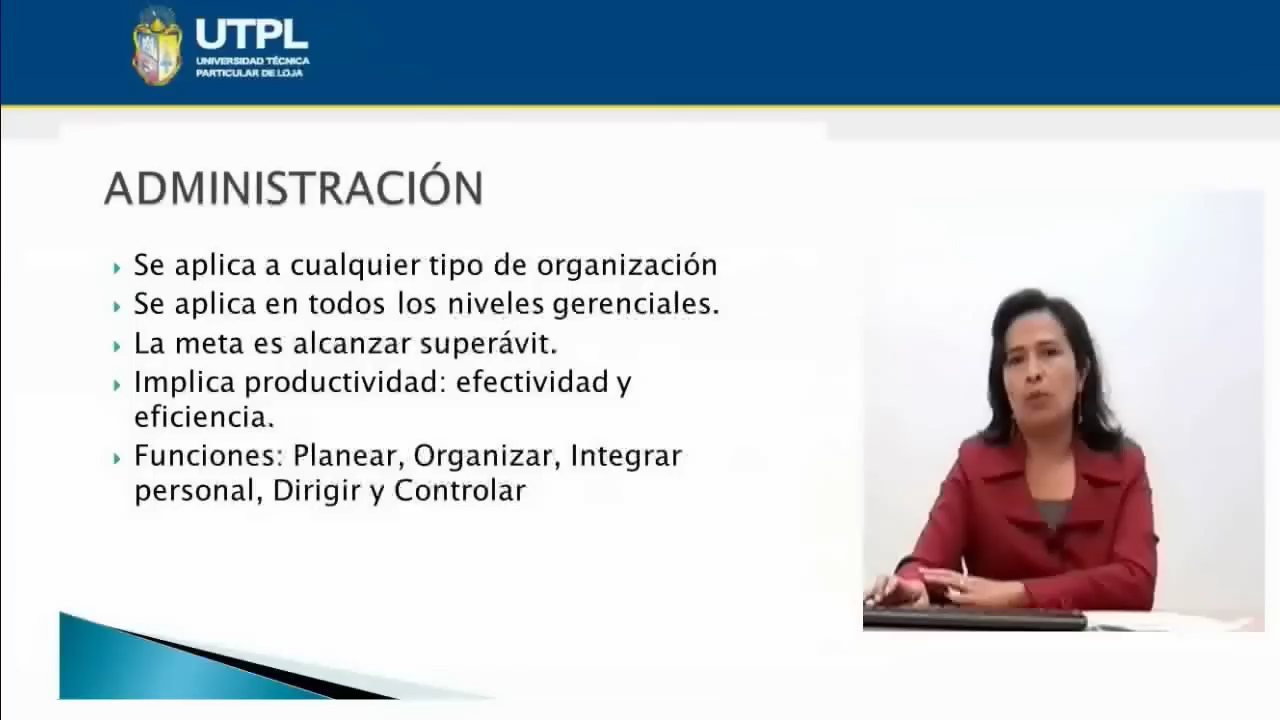 UTPL
UNIVERSIDAD TÉCNICA
PARTICULAR DE LOJA
ADMINISTRACIÓN
Se aplica a cualquier tipo de organización
Se aplica en todos los niveles gerenciales.
La meta es alcanzar superávit.
Implica productividad: efectividad y
eficiencia.
Funciones: Planear, Organizar, Integrar
personal, Dirigir y Controlar